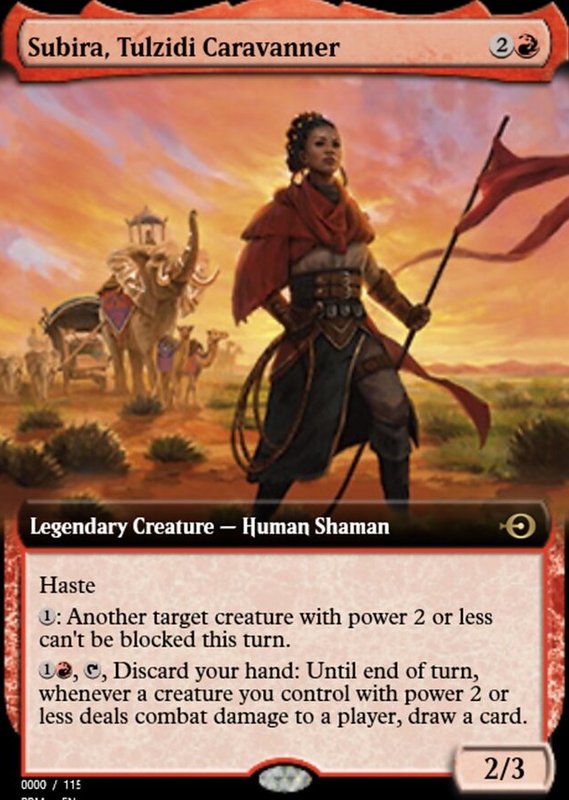 Subira, Tulzidi Caravanner 2
Legendary Creature — Human Shaman
Haste
1: Another target creature with power 2 or less
can't be blocked this turn.
1, , Discard your hand: Until end of turn,
whenever a creature you control with power 2 or
less deals combat damage to a player, draw a card.
2/3
0000 / 115